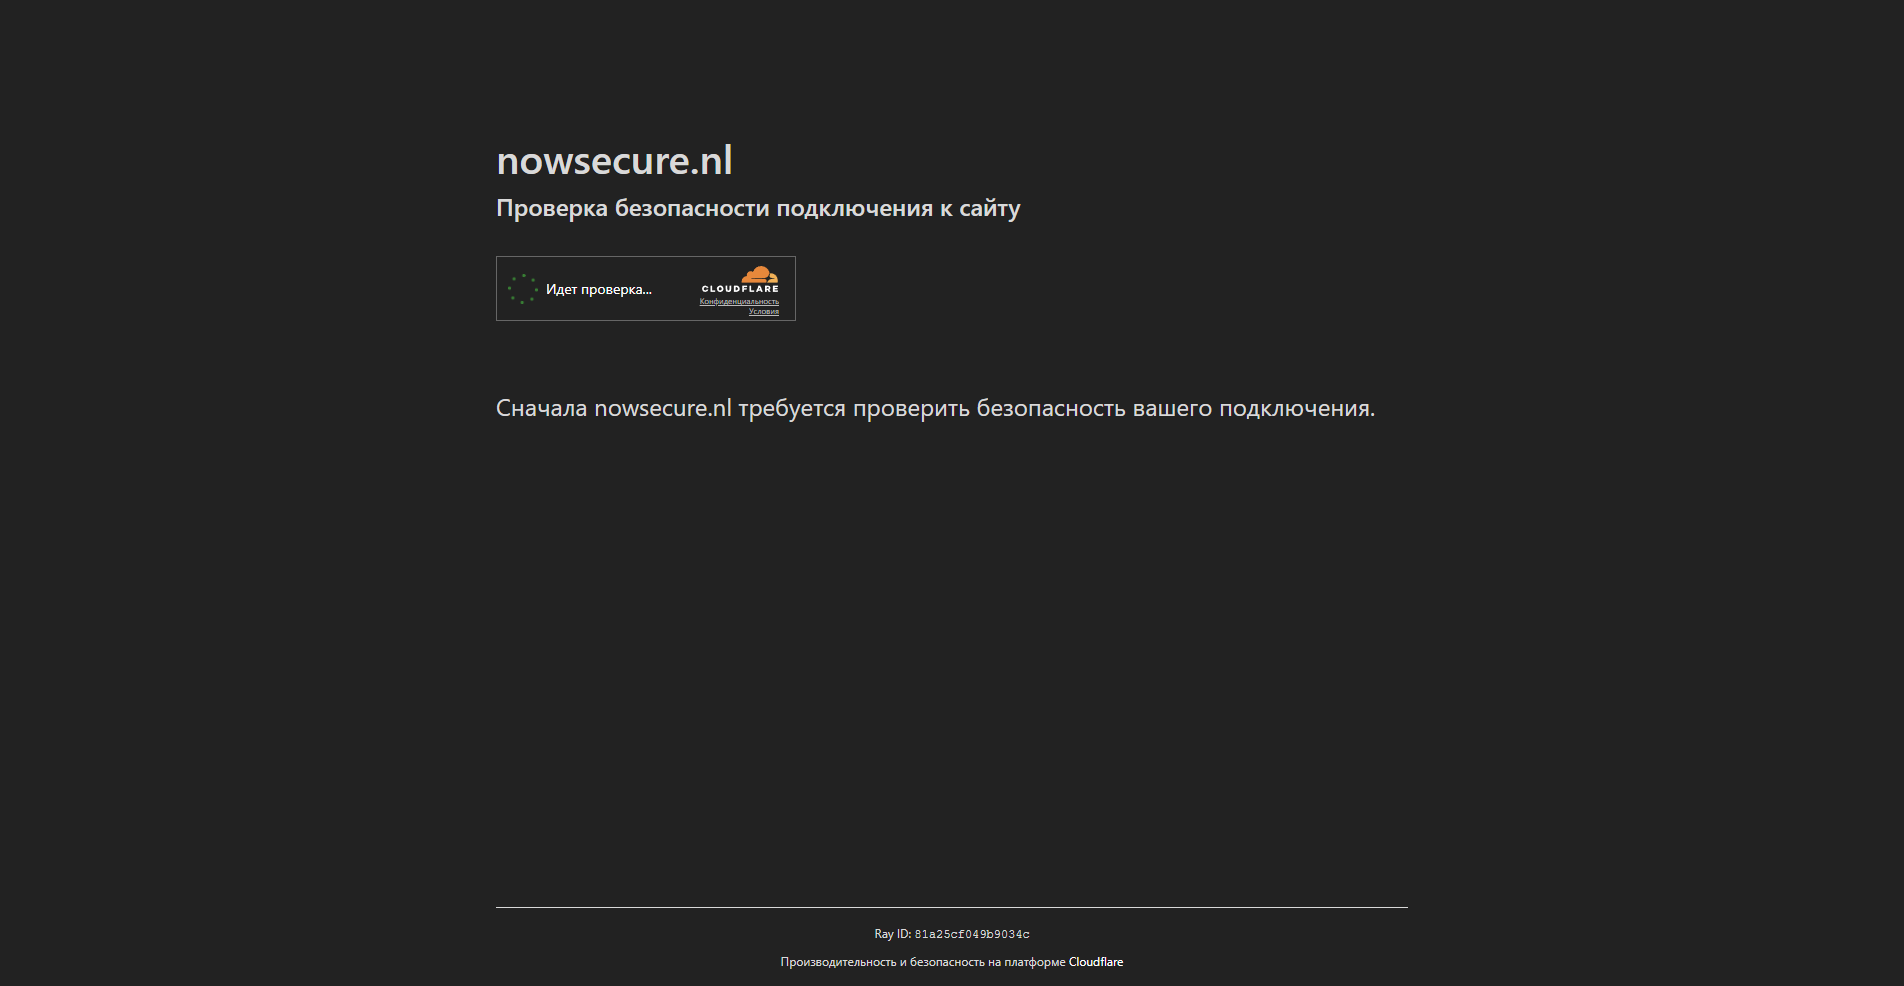 nowsecure.nl
Проверка безопасности подключения к сайту
Идет проверка...
CLOUDFLARE
Конфиденциальность
Условия
Сначала nowsecure.nl требуется проверить безопасность вашего подключения.
Ray ID: 81a25cf049b9034c
Производительность и безопасность на платформе Cloudflare